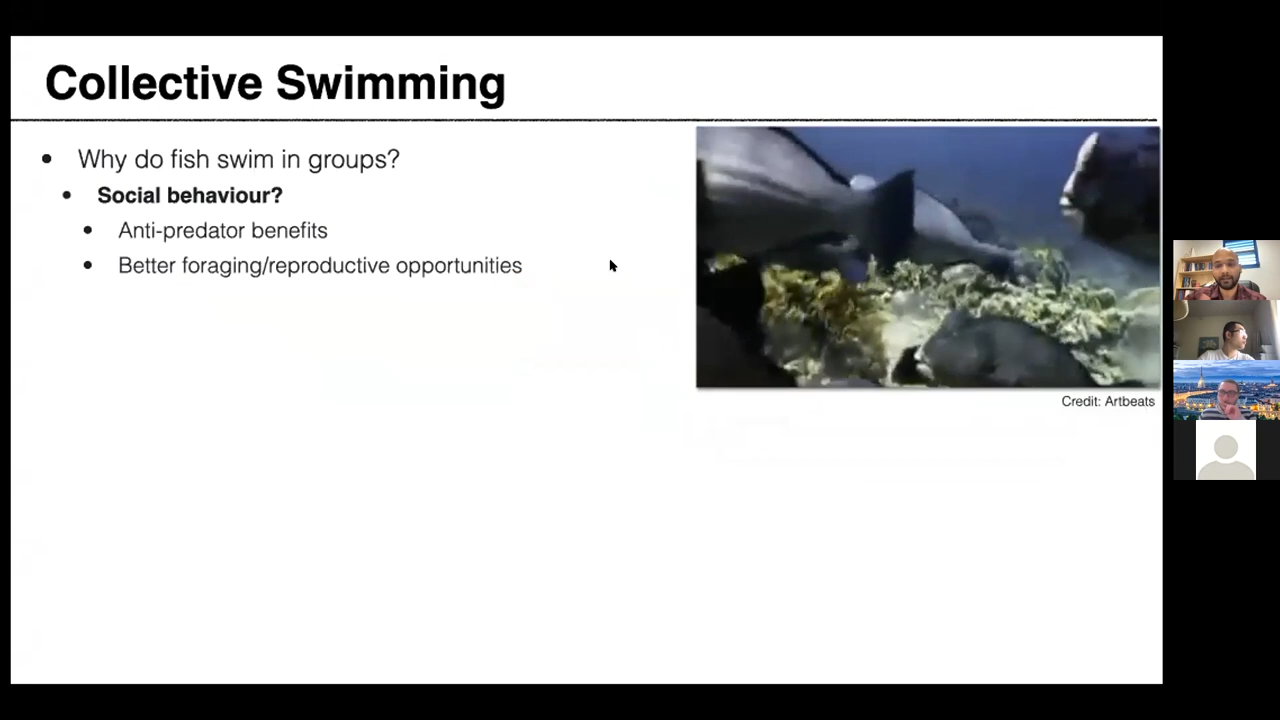 Collective Swimming
Why do fish swim in groups?
Social behaviour?
Anti-predator benefits
Better foraging/reproductive opportunities
Credit: Artbeats